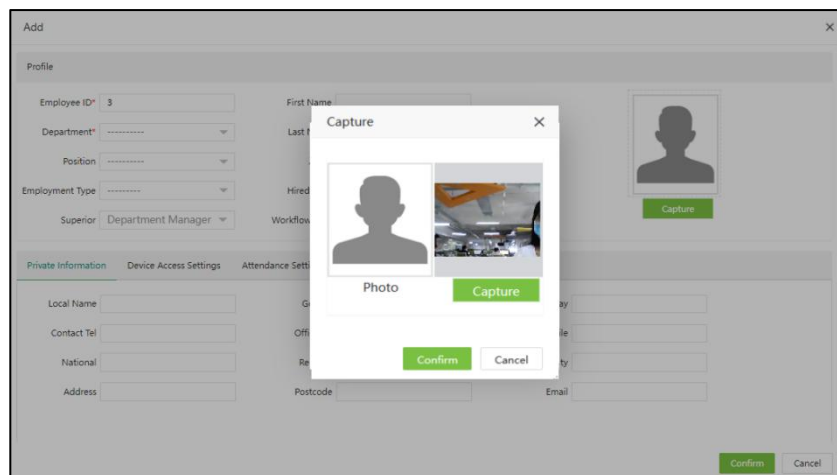 Add
Profile
Employee ID* 3
First Name
Department* ----------
Last
Position ----------
Employment Type ---------
Hired
Superior Department Manager
Workflow
Capture
Capture
Photo
Capture
Confirm Cancel
Private Information Device Access Settings Attendance Setti
Local Name
Contact Tel
Offi
National
Re
Address
Postcode
Email
Confirm Cancel